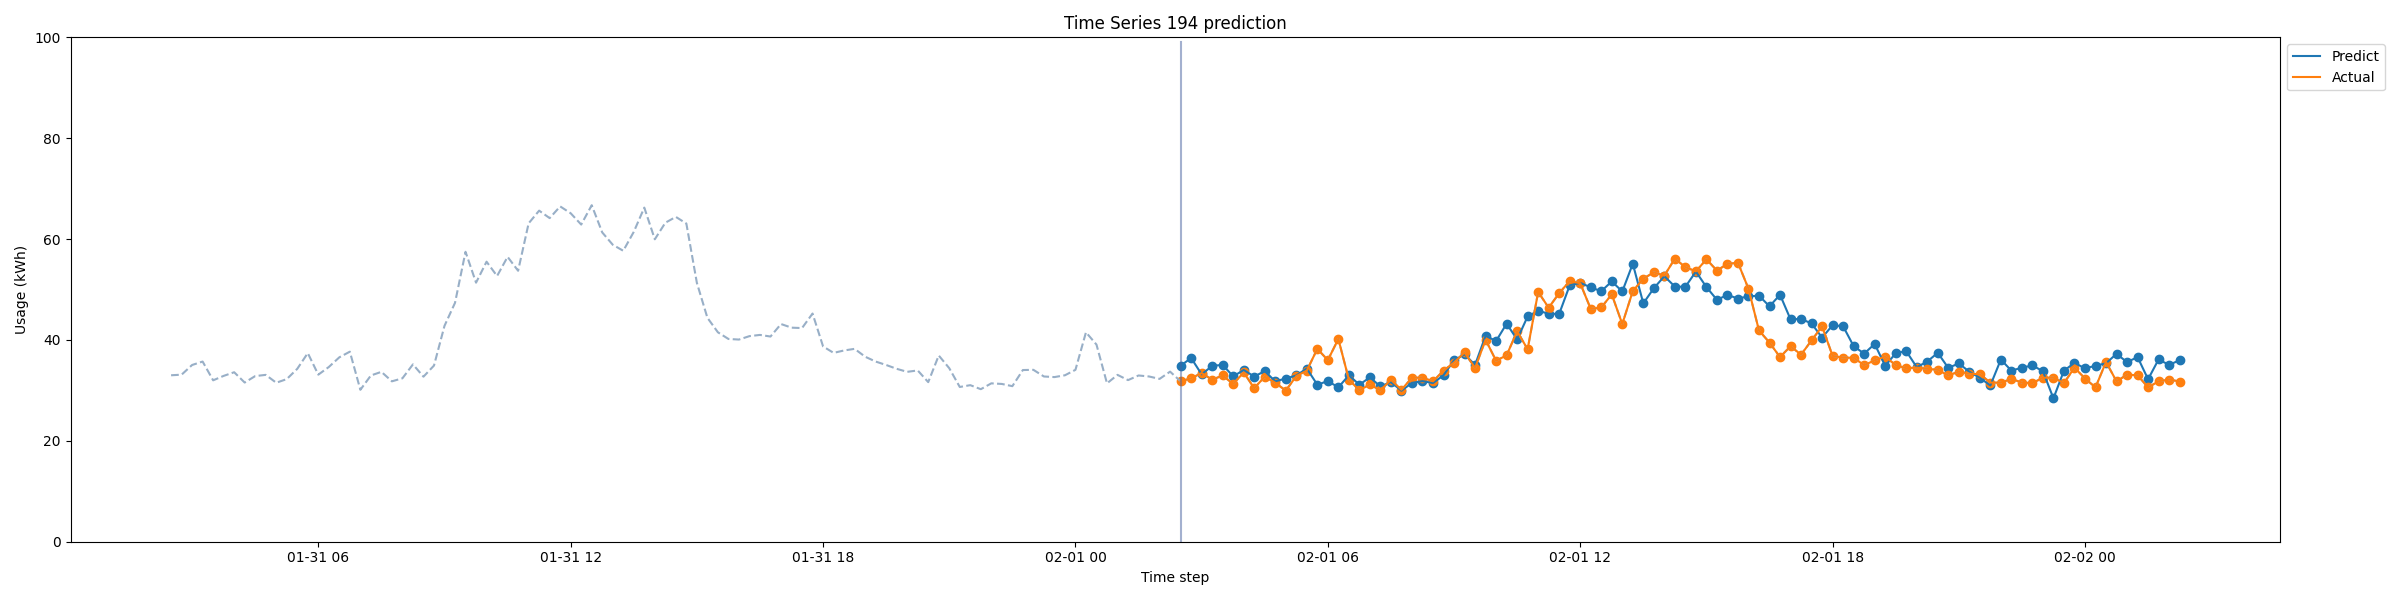 Time Series 194 prediction
100
80
60
40
20
0
Usage (kWh)
01-31 06
01-31 12
01-31 18
02-01 00
02-01 06
02-01 12
02-01 18
02-02 00
Time step
Predict
Actual